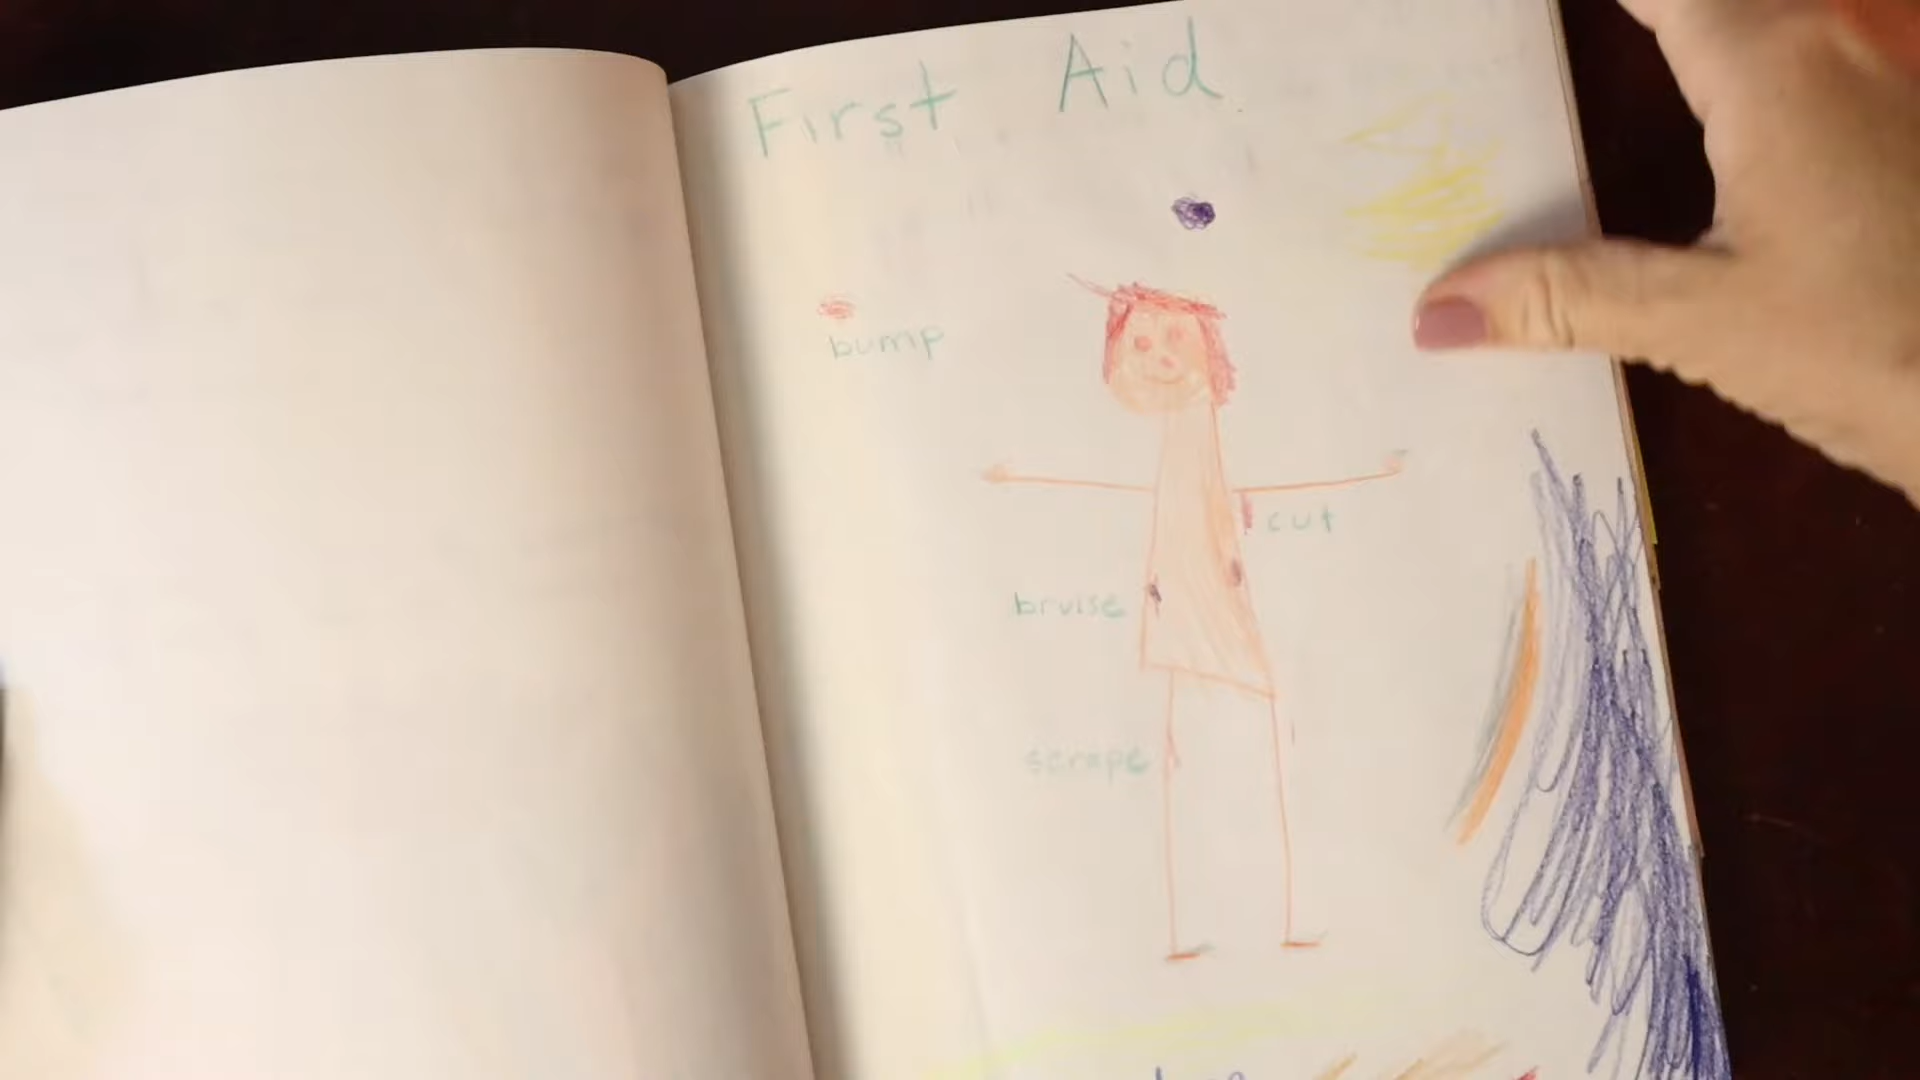 First Aid
bump
cut
bruise
scrape